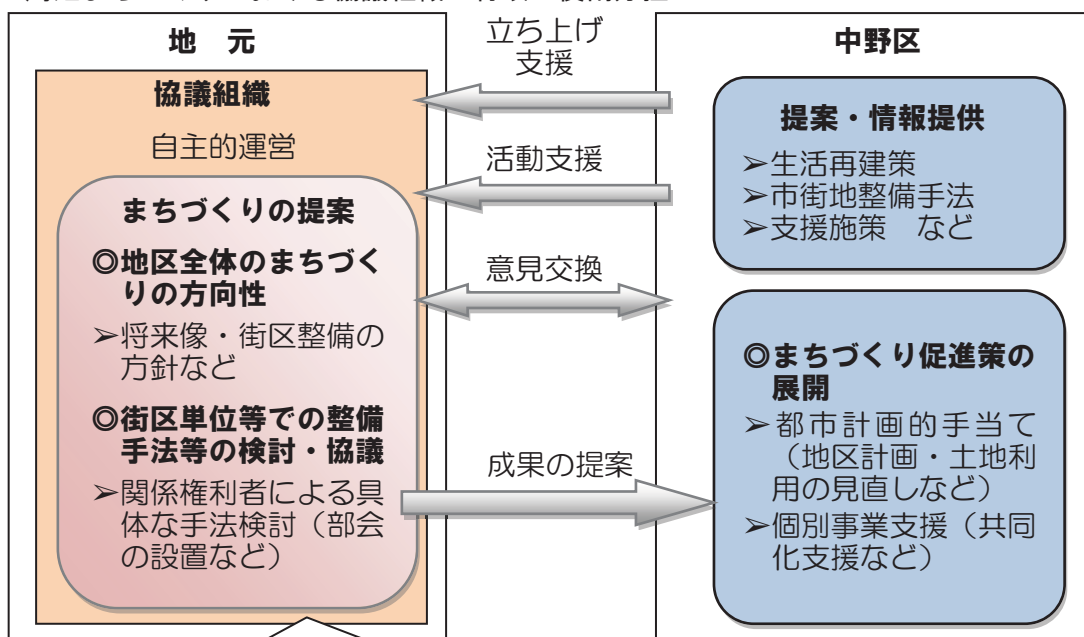 地　元
協議組織
自主的運営
まちづくりの提案
◎地区全体のまちづく
りの方向性
➢将来像・街区整備の
方針など
◎街区単位等での整備
手法等の検討・協議
➢関係権利者による具
体な手法検討（部会
の設置など）
立ち上げ
支援
活動支援
意見交換
成果の提案
中野区
提案・情報提供
➢生活再建策
➢市街地整備手法
➢支援施策　など
◎まちづくり促進策の
展開
➢都市計画的手当て
（地区計画・土地利
用の見直しなど）
➢個別事業支援（共同
化支援など）